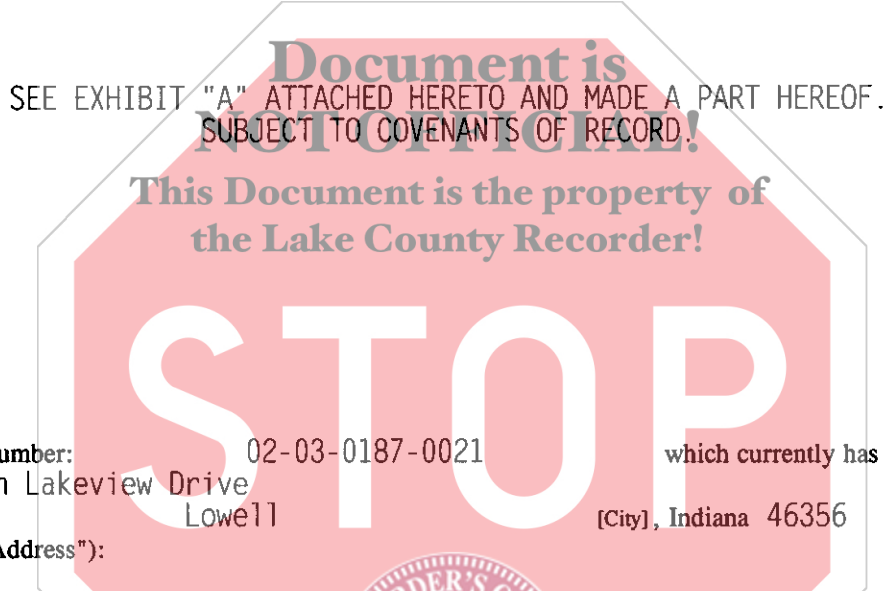 Document is
SEE EXHIBIT "A" ATTACHED HERETO AND MADE A PART HEREOF.
NOT OFFICIAL!
SUBJECT TO COVENANTS OF RECORD.
This Document is the property of
the Lake County Recorder!
STOP
umber: 02-03-0187-0021 which currently has
n Lakeview Drive
Lowell [City], Indiana 46356
Address"):
DER'S